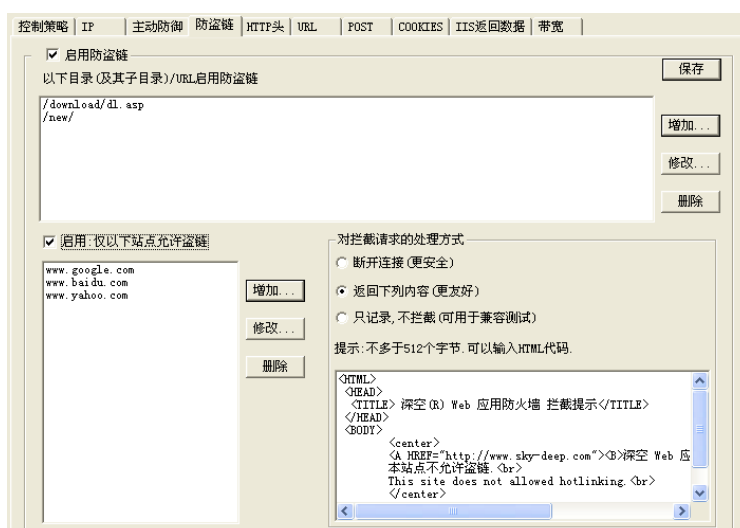 控制策略 IP 主动防御 防盗链 HTTP头 URL POST COOKIES IIS返回数据 带宽
启用防盗链
以下目录(及其子目录)/URL启用防盗链
保存
/download/dl.asp
/new/
增加...
修改...
删除
启用:仅以下站点允许盗链
www.google.com
www.baidu.com
www.yahoo.com
增加...
修改...
删除
对拦截请求的处理方式
断开连接(更安全)
返回下列内容(更友好)
只记录,不拦截(可用于兼容测试)
提示:不多于512个字节.可以输入HTML代码.
<HTML>
<HEAD>
<TITLE> 深空(R) Web 应用防火墙 拦截提示</TITLE>
</HEAD>
<BODY>
<center>
<A HREF="http://www.sky-deep.com"><B>深空 Web 应
本站点不允许盗链.<br>
This site does not allowed hotlinking.<br>
</center>